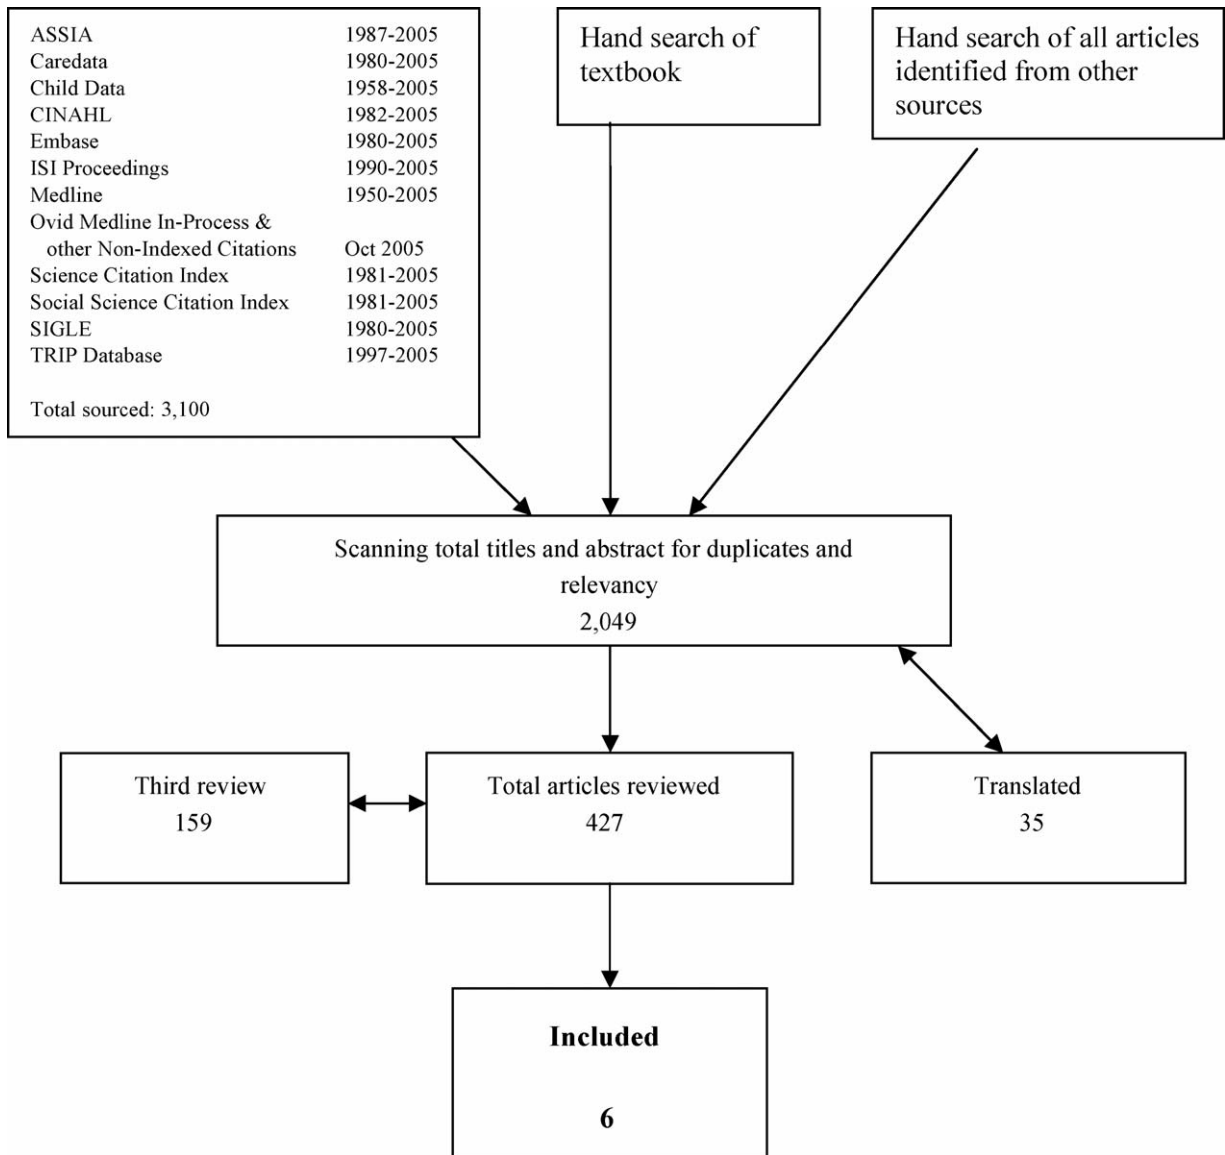 ASSIA 1987-2005
Caredata 1980-2005
Child Data 1958-2005
CINAHL 1982-2005
Embase 1980-2005
ISI Proceedings 1990-2005
Medline 1950-2005
Ovid Medline In-Process &
other Non-Indexed Citations Oct 2005
Science Citation Index 1981-2005
Social Science Citation Index 1981-2005
SIGLE 1980-2005
TRIP Database 1997-2005
Total sourced: 3,100
Hand search of
textbook
Hand search of all articles
identified from other
sources
Scanning total titles and abstract for duplicates and
relevancy
2,049
Third review
159
Total articles reviewed
427
Translated
35
Included
6